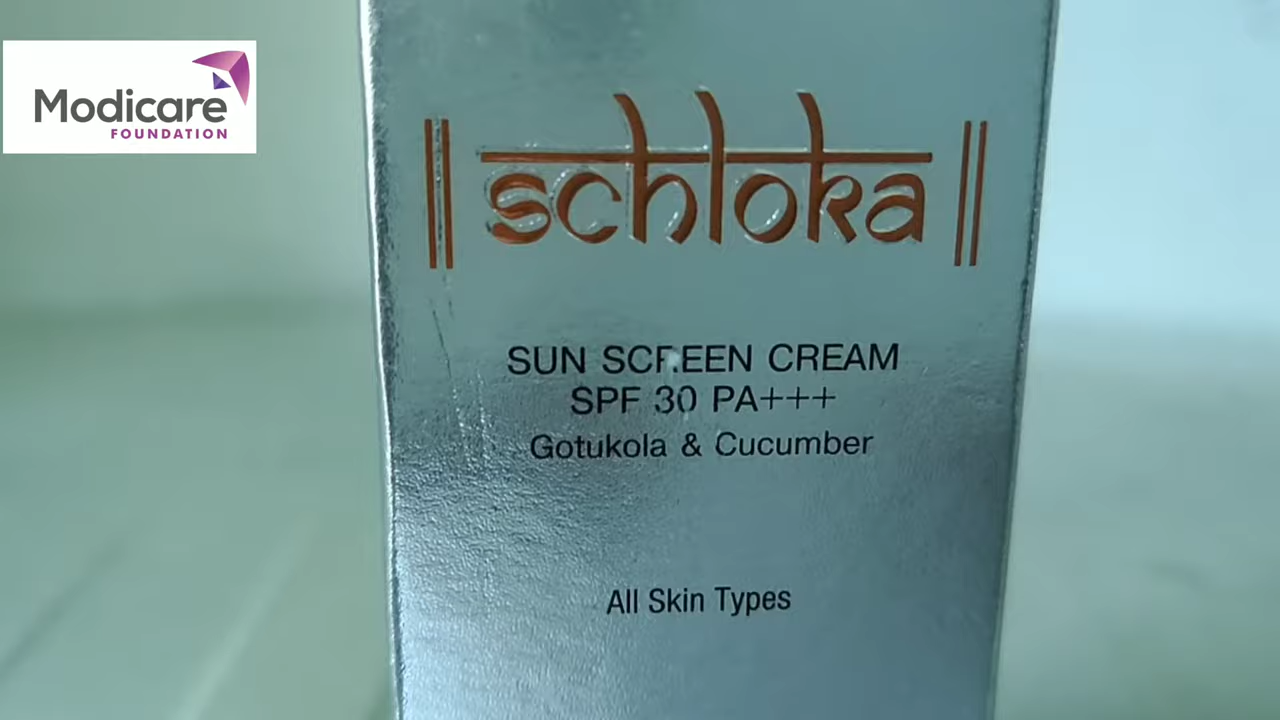 Modicare
FOUNDATION
schloka
SUN SCREEN CREAM
SPF 30 PA+++
Gotukola & Cucumber
All Skin Types